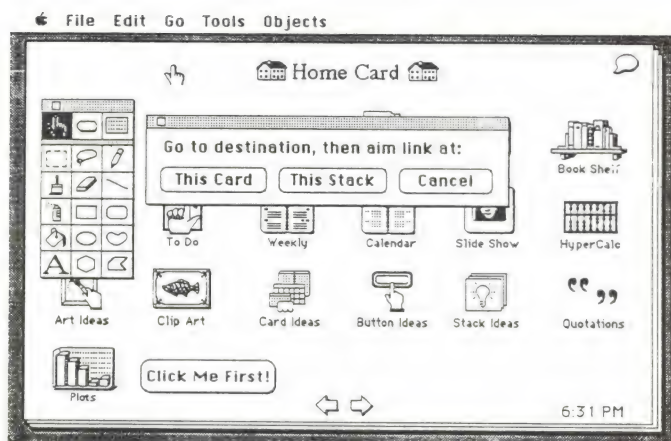 File Edit Go Tools Objects
Home Card
Go to destination, then aim link at:
This Card This Stack Cancel
Book Shelf
To Do Weekly Calendar Slide Show HyperCalc
A
Art Ideas Clip Art Card Ideas Button Ideas Stack Ideas Quotations
Plots
Click Me First!
6:31 PM